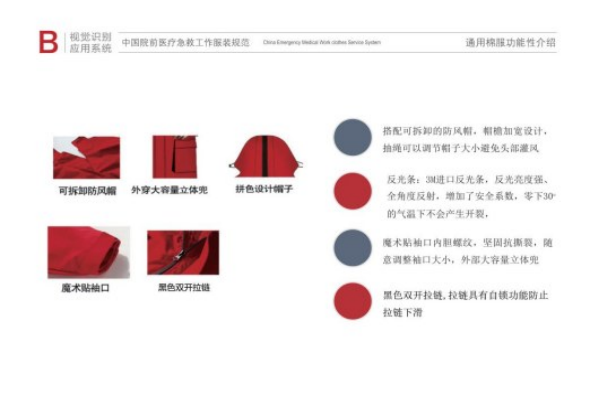 B 视觉识别
应用系统
中国院前医疗急救工作服装规范 China Emergency Medical Work clothes Service System
通用棉服功能性介绍
可拆卸防风帽 外穿大容量立体兜 拼色设计帽子
魔术贴袖口 黑色双开拉链
搭配可拆卸的防风帽，帽檐加宽设计，
抽绳可以调节帽子大小避免头部灌风
反光条：3M进口反光条，反光亮度强、
全角度反射，增加了安全系数，零下30°
的气温下不会产生开裂，
魔术贴袖口内胆螺纹，坚固抗撕裂，随
意调整袖口大小，外部大容量立体兜
黑色双开拉链,拉链具有自锁功能防止
拉链下滑